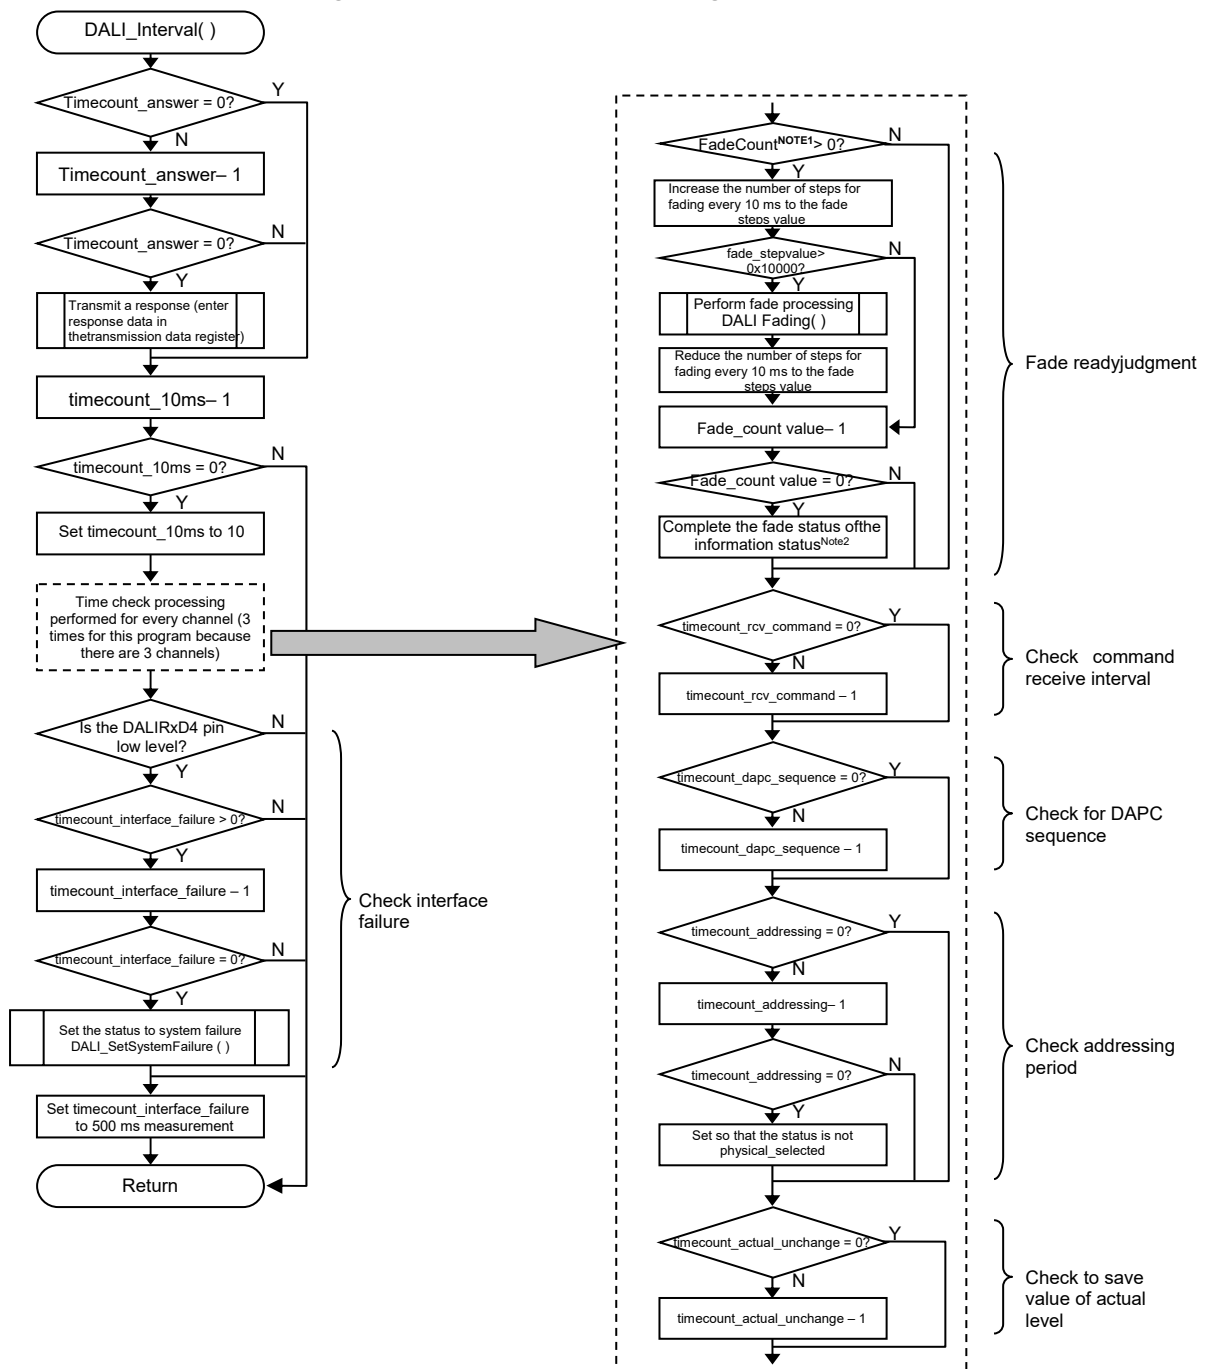 DALI_Interval( )
Timecount_answer = 0?
Y
N
Timecount_answer– 1
Timecount_answer = 0?
N
Y
Transmit a response (enter
response data in
thetransmission data register)
timecount_10ms– 1
timecount_10ms = 0?
N
Y
Set timecount_10ms to 10
Time check processing
performed for every channel (3
times for this program because
there are 3 channels)
Is the DALIRxD4 pin
low level?
N
Y
timecount_interface_failure > 0?
N
Y
timecount_interface_failure – 1
timecount_interface_failure = 0?
N
Y
Set the status to system failure
DALI_SetSystemFailure ( )
Check interface
failure
Set timecount_interface_failure
to 500 ms measurement
Return
FadeCountNOTE1> 0?
N
Y
Increase the number of steps for
fading every 10 ms to the fade
steps value
fade_stepvalue>
0x10000?
N
Y
Perform fade processing
DALI Fading( )
Reduce the number of steps for
fading every 10 ms to the fade
steps value
Fade_count value– 1
Fade_count value = 0?
N
Y
Complete the fade status ofthe
information statusNote2
Fade readyjudgment
timecount_rcv_command = 0?
Y
N
timecount_rcv_command – 1
Check command
receive interval
timecount_dapc_sequence = 0?
Y
N
timecount_dapc_sequence – 1
Check for DAPC
sequence
timecount_addressing = 0?
Y
N
timecount_addressing– 1
timecount_addressing = 0?
N
Y
Set so that the status is not
physical_selected
Check addressing
period
timecount_actual_unchange = 0?
Y
N
timecount_actual_unchange – 1
Check to save
value of actual
level